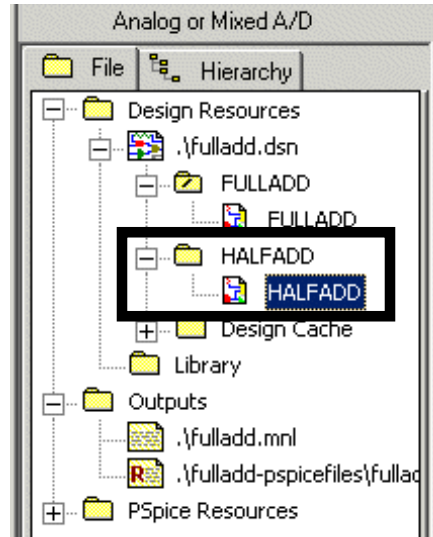 Analog or Mixed A/D
File Hierarchy
Design Resources
.\fulladd.dsn
FULLADD
FULLADD
HALFADD
HALFADD
Design Cache
Library
Outputs
.\fulladd.mnl
.\fulladd-pspicefiles\fullad
PSpice Resources